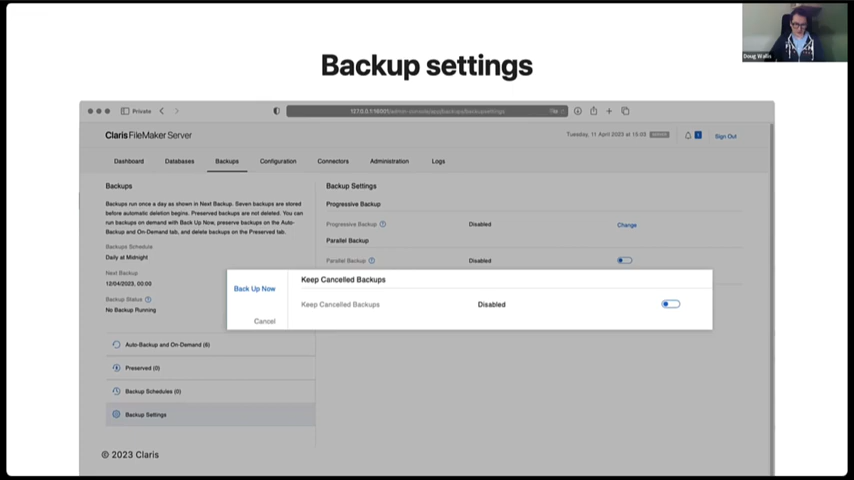 Backup settings
Doug Wallis
Private
127.0.0.1:16001/admin-console/app/backups/backupsettings
Claris FileMaker Server
Tuesday, 11 April 2023 at 15:05
1
Sign Out
Dashboard
Databases
Backups
Configuration
Connectors
Administration
Logs
Backups
Backups run once a day as shown in Next Backup. Seven backups are stored
before automatic deletion begins. Preserved backups are not deleted. You can
run backups on demand with Back Up Now, preserve backups on the Auto-
Backup and On-Demand tab, and delete backups on the Preserved tab.
Backups Schedule
Daily at Midnight
Next Backup
12/04/2023, 00:00
Backup Status
No Backup Running
Back Up Now
Cancel
Auto-Backup and On-Demand (6)
Preserved (0)
Backup Schedules (0)
Backup Settings
Backup Settings
Progressive Backup
Progressive Backup
Disabled
Change
Parallel Backup
Parallel Backup
Disabled
Keep Cancelled Backups
Keep Cancelled Backups
Disabled
© 2023 Claris